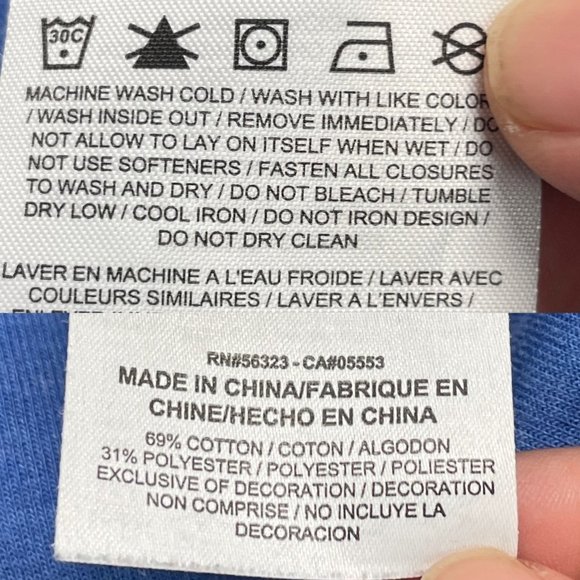 30C
MACHINE WASH COLD / WASH WITH LIKE COLOR
/ WASH INSIDE OUT / REMOVE IMMEDIATELY / DO
NOT ALLOW TO LAY ON ITSELF WHEN WET / DO
NOT USE SOFTENERS / FASTEN ALL CLOSURES
TO WASH AND DRY / DO NOT BLEACH / TUMBLE
DRY LOW / COOL IRON / DO NOT IRON DESIGN /
DO NOT DRY CLEAN
LAVER EN MACHINE A L'EAU FROIDE / LAVER AVEC
COULEURS SIMILAIRES / LAVER A L'ENVERS /
RN#56323 - CA#05553
MADE IN CHINA/FABRIQUE EN
CHINE/HECHO EN CHINA
69% COTTON / COTON / ALGODON
31% POLYESTER / POLYESTER / POLIESTER
EXCLUSIVE OF DECORATION / DECORATION
NON COMPRISE / NO INCLUYE LA
DECORACION